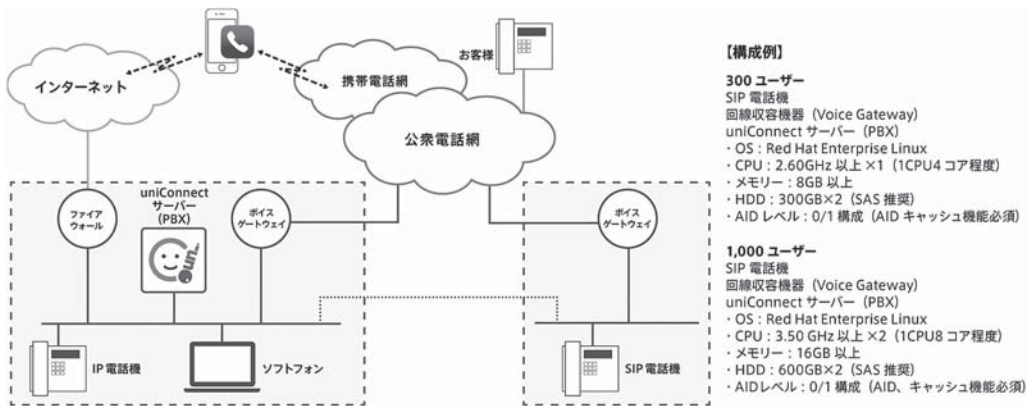 インターネット
携帯電話網
お客様
公衆電話網
ファイア
ウォール
uniConnect
サーバー
(PBX)
uni
ボイス
ゲートウェイ
ボイス
ゲートウェイ
IP 電話機
ソフトフォン
SIP 電話機
【構成例】
300 ユーザー
SIP 電話機
回線収容機器（Voice Gateway）
uniConnect サーバー（PBX）
・OS：Red Hat Enterprise Linux
・CPU：2.60GHz 以上 ×1（1CPU4 コア程度）
・メモリー：8GB 以上
・HDD：300GB×2（SAS 推奨）
・AID レベル：0/1 構成（AID キャッシュ機能必須）
1,000 ユーザー
SIP 電話機
回線収容機器（Voice Gateway）
uniConnect サーバー（PBX）
・OS：Red Hat Enterprise Linux
・CPU：3.50 GHz 以上 ×2（1CPU8 コア程度）
・メモリー：16GB 以上
・HDD：600GB×2（SAS 推奨）
・AIDレベル：0/1 構成（AID、キャッシュ機能必須）